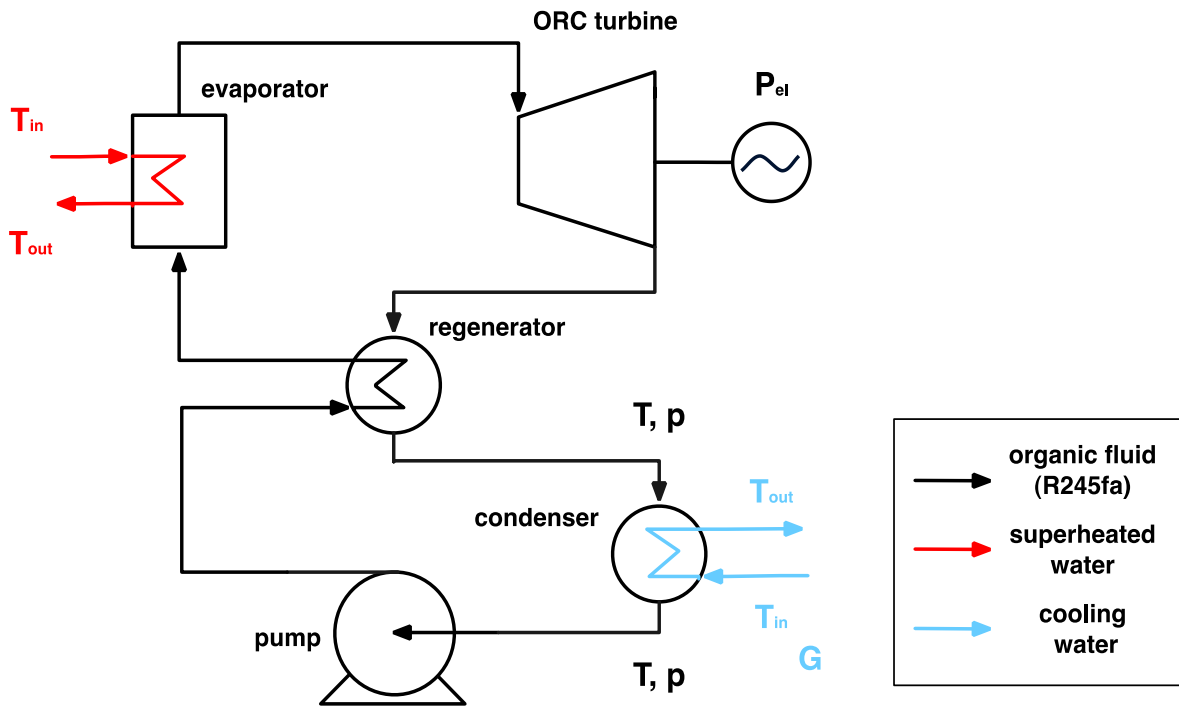 ORC turbine
evaporator
Pel
Tin
Tout
regenerator
T, p
organic fluid
(R245fa)
Tout
condenser
superheated
water
Tin
cooling
water
pump
G
T, p